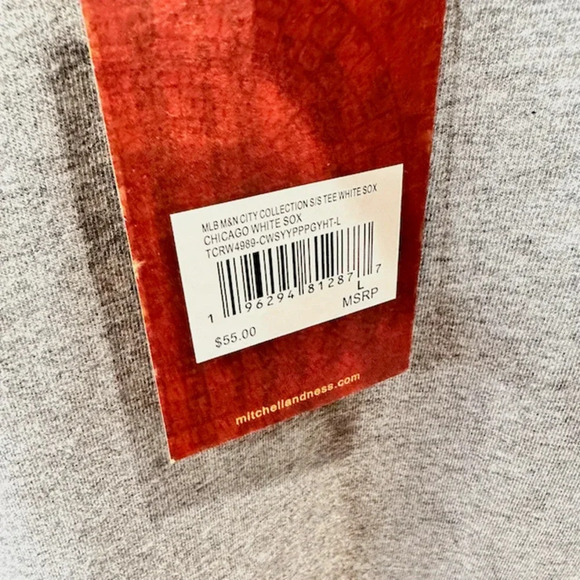 MLB M&N CITY COLLECTION S/S TEE WHITE SOX
CHICAGO WHITE SOX
TCRW4989-CWSYYPPPGYHT-L
1 96294 81287 7
L
$55.00 MSRP
mitchellandness.com